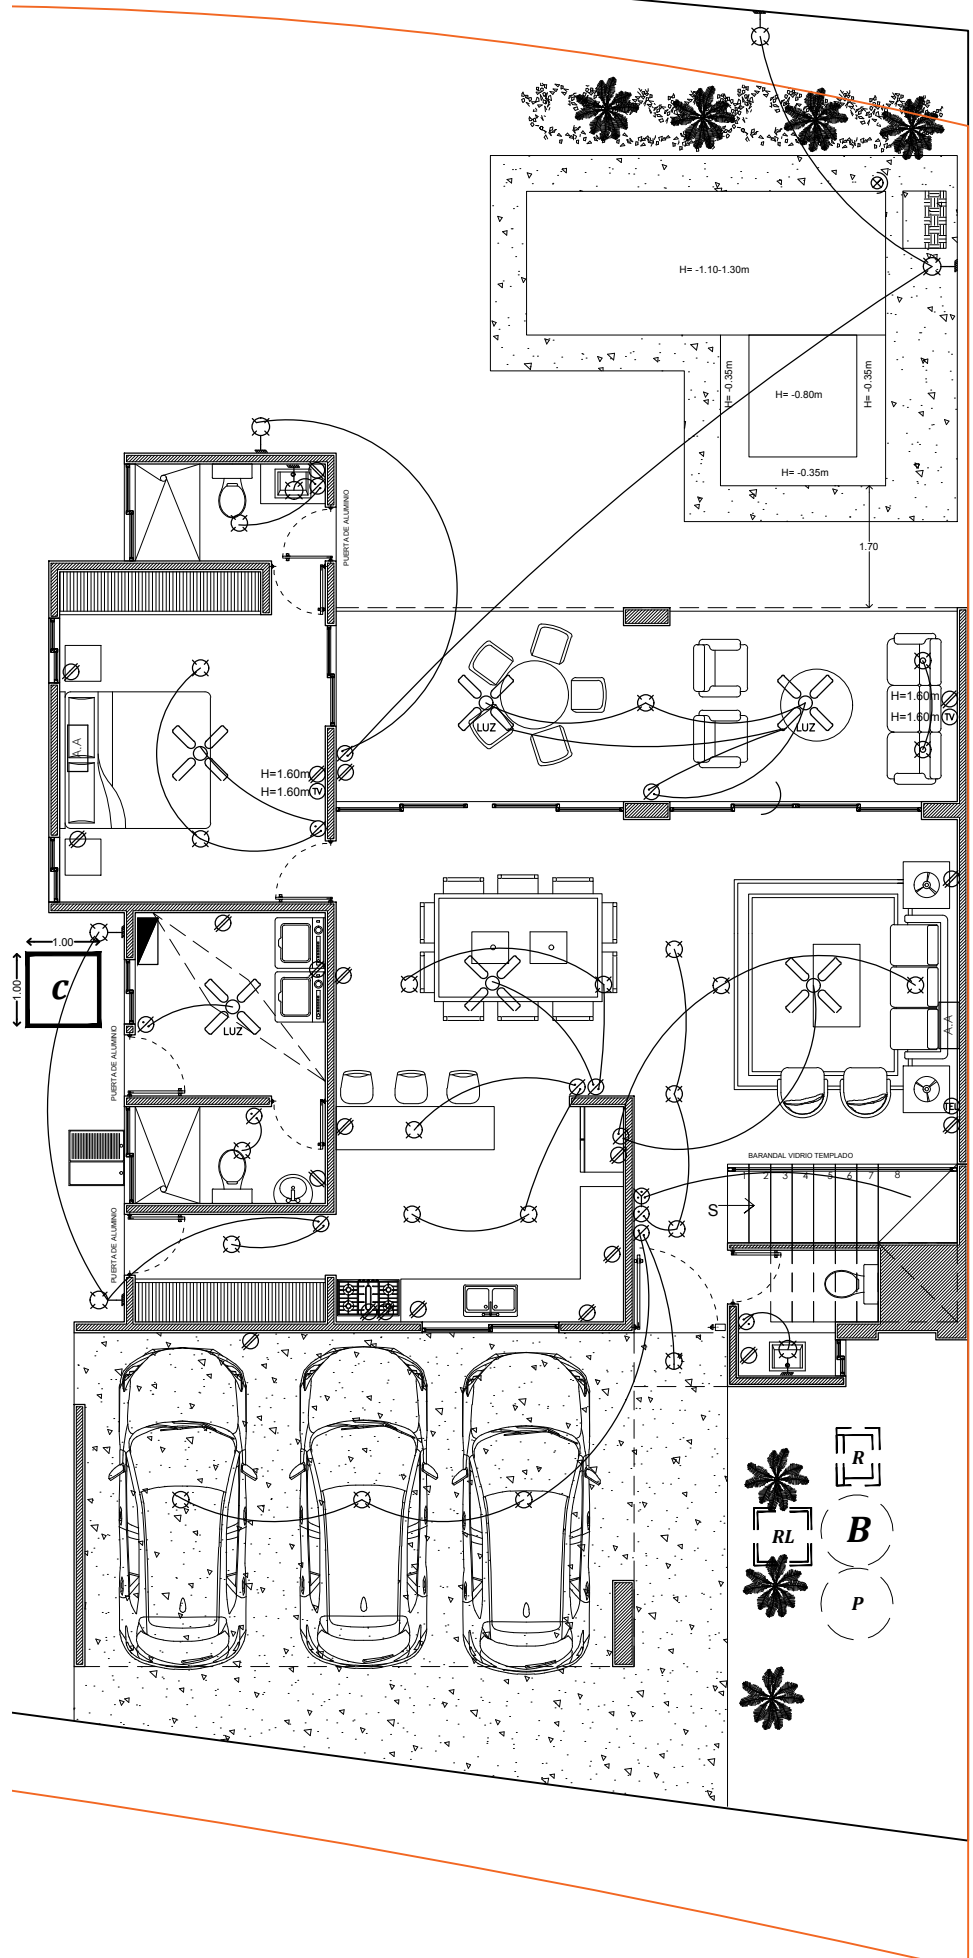 H= -1.10-1.30m
H= -0.35m
H= -0.80m
H= -0.35m
H= -0.35m
1.70
PUERTA DE ALUMINIO
A.A
H=1.60m
H=1.60m TV
LUZ
LUZ
H=1.60m
H=1.60m TV
1.00
1.00
C
LUZ
PUERTA DE ALUMINIO
A.A
TEL
BARANDAL VIDRIO TEMPLADO
1 2 3 4 5 6 7 8
S
PUERTA DE ALUMINIO
R
RL
B
P